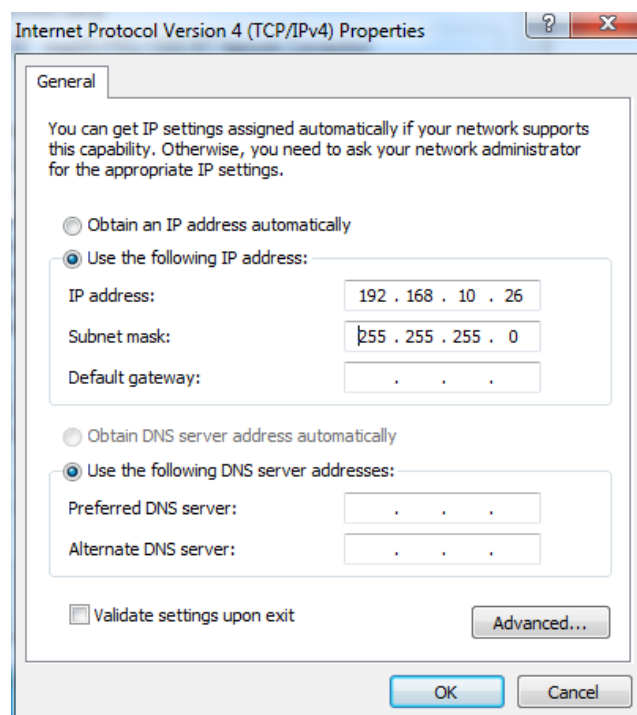 Internet Protocol Version 4 (TCP/IPv4) Properties
General
You can get IP settings assigned automatically if your network supports
this capability. Otherwise, you need to ask your network administrator
for the appropriate IP settings.
Obtain an IP address automatically
Use the following IP address:
IP address: 192 . 168 . 10 . 26
Subnet mask: 255 . 255 . 255 . 0
Default gateway: . . .
Obtain DNS server address automatically
Use the following DNS server addresses:
Preferred DNS server: . . .
Alternate DNS server: . . .
Validate settings upon exit
Advanced...
OK Cancel